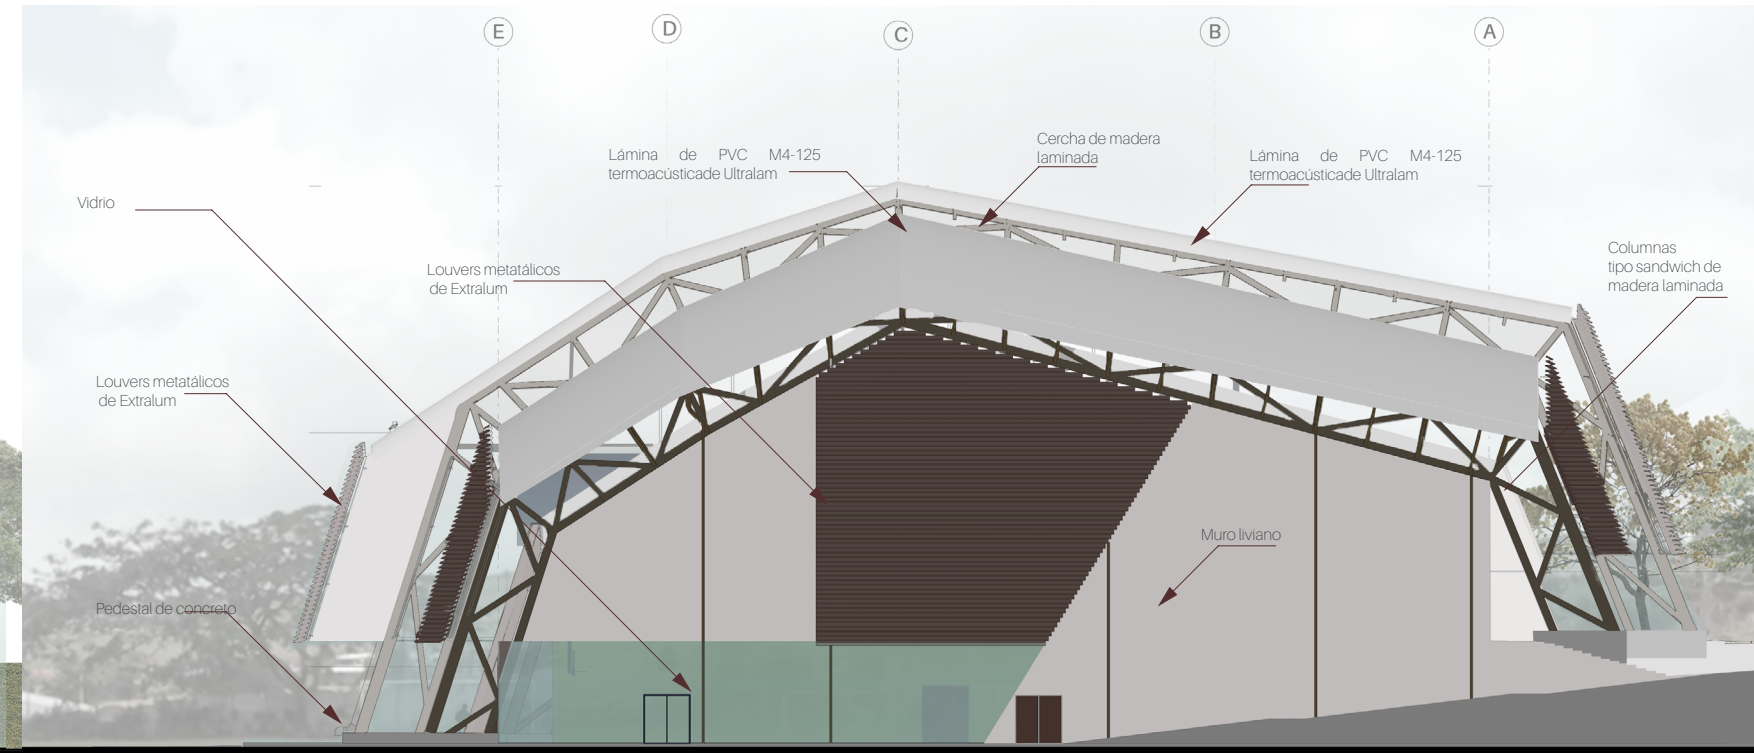 E
D
C
B
A
Cercha de madera
laminada
Lámina de PVC M4-125
termoacústicade Ultralam
Lámina de PVC M4-125
termoacústicade Ultralam
Vidrio
Columnas
tipo sandwich de
madera laminada
Louvers metatálicos
de Extralum
Louvers metatálicos
de Extralum
Muro liviano
Pedestal de concreto